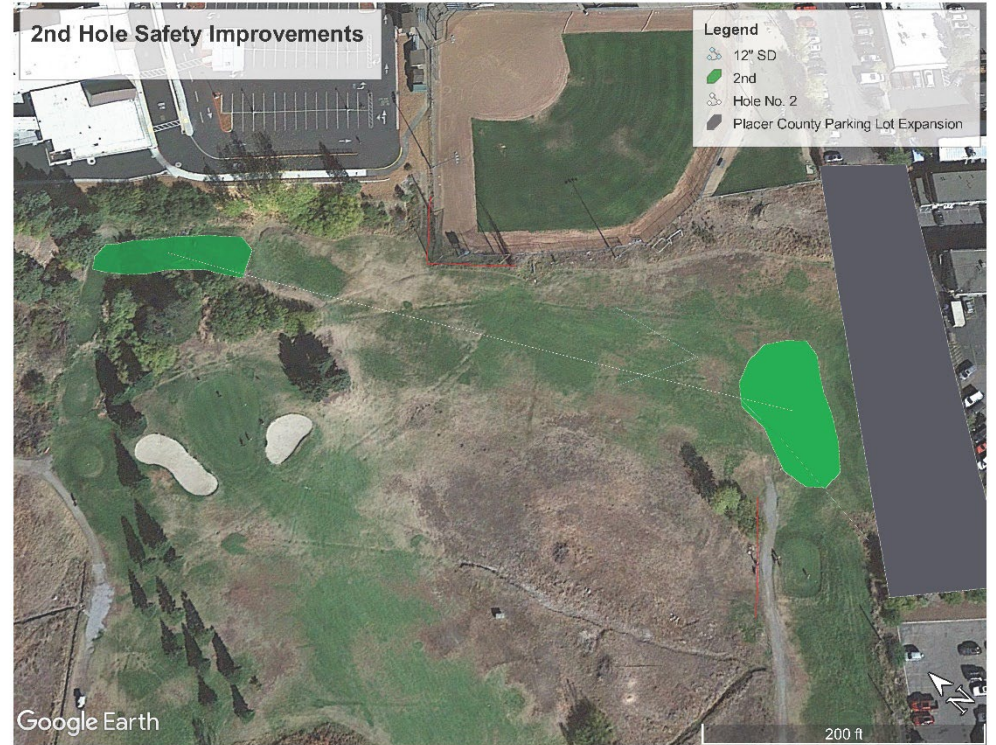 2nd Hole Safety Improvements
Legend
12" SD
2nd
Hole No. 2
Placer County Parking Lot Expansion
Google Earth
N
200 ft